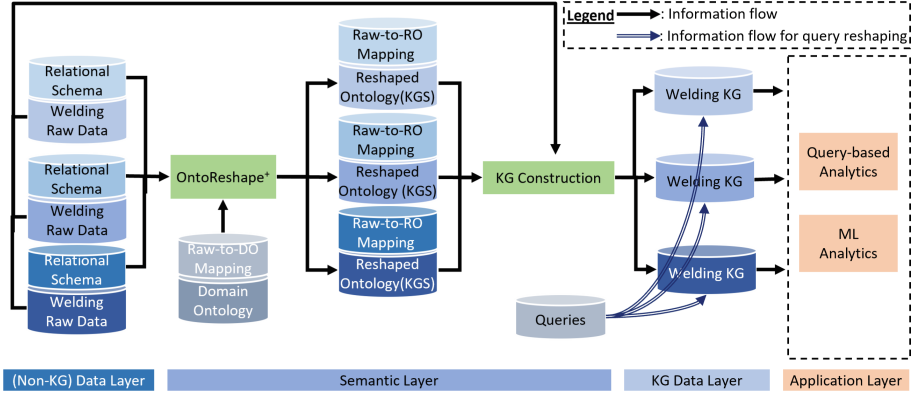 Legend
: Information flow
: Information flow for query reshaping
Relational
Schema
Welding
Raw Data
Relational
Schema
Welding
Raw Data
Relational
Schema
Welding
Raw Data
OntoReshape+
Raw-to-DO
Mapping
Domain
Ontology
Raw-to-RO
Mapping
Reshaped
Ontology(KGS)
Raw-to-RO
Mapping
Reshaped
Ontology (KGS)
Raw-to-RO
Mapping
Reshaped
Ontology(KGS)
KG Construction
Queries
Welding KG
Welding KG
Welding KG
Query-based
Analytics
ML
Analytics
(Non-KG) Data Layer
Semantic Layer
KG Data Layer
Application Layer